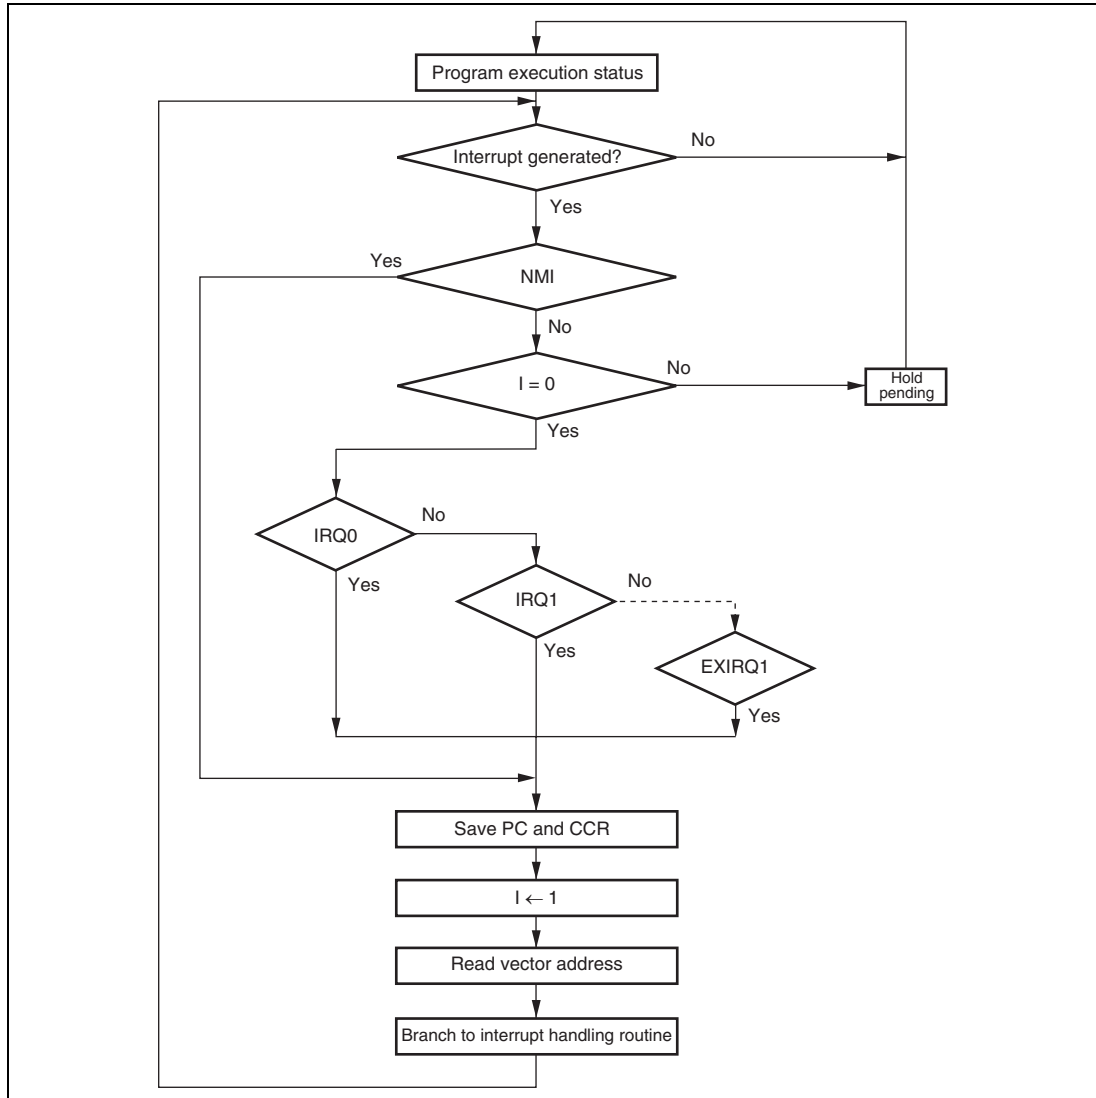 Program execution status
Interrupt generated?
No
Yes
Yes
NMI
No
I = 0
No
Hold
pending
Yes
IRQ0
No
Yes
IRQ1
No
Yes
EXIRQ1
Yes
Save PC and CCR
I ← 1
Read vector address
Branch to interrupt handling routine